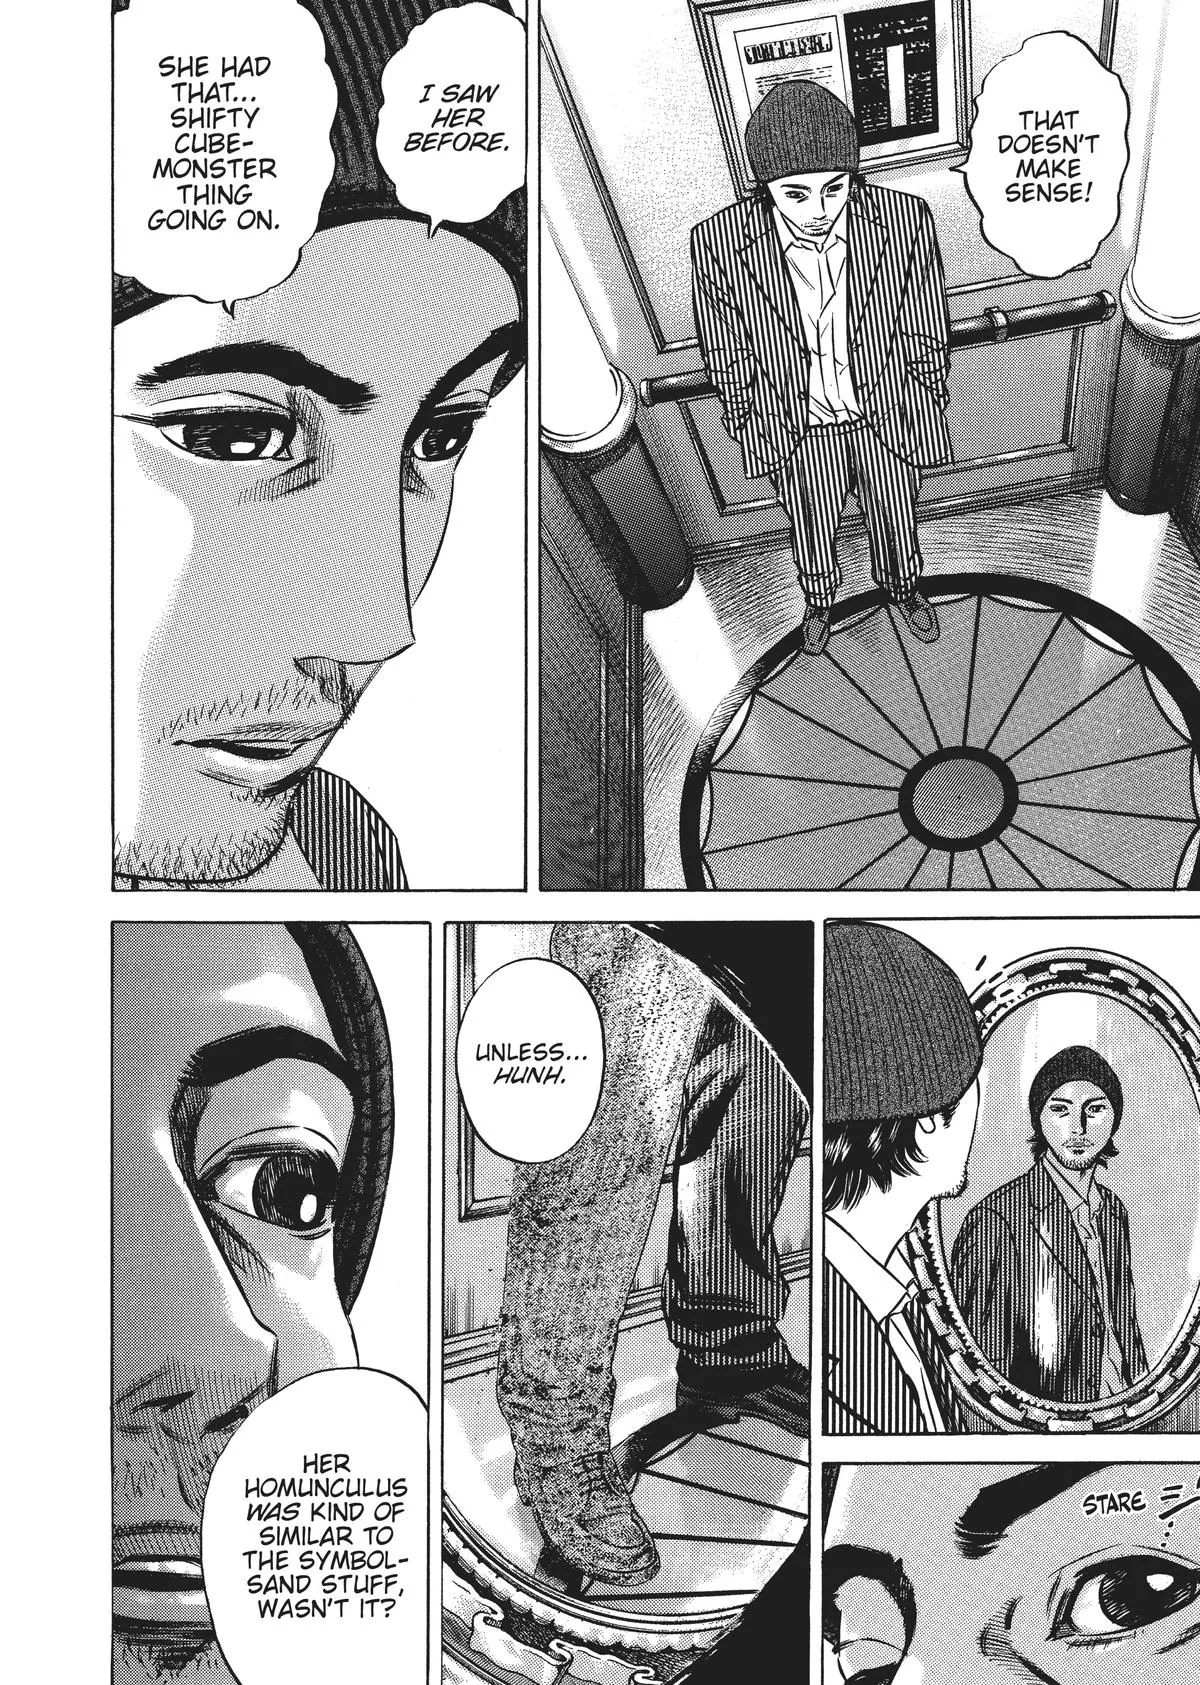 THAT
DOESN'T
MAKE
SENSE!
I SAW
HER
BEFORE.
SHE HAD
THAT...
SHIFTY
CUBE-
MONSTER
THING
GOING ON.
STARE
UNLESS...
HUNH.
HER
HOMUNCULUS
WAS KIND OF
SIMILAR TO
THE SYMBOL-
SAND STUFF,
WASN'T IT?